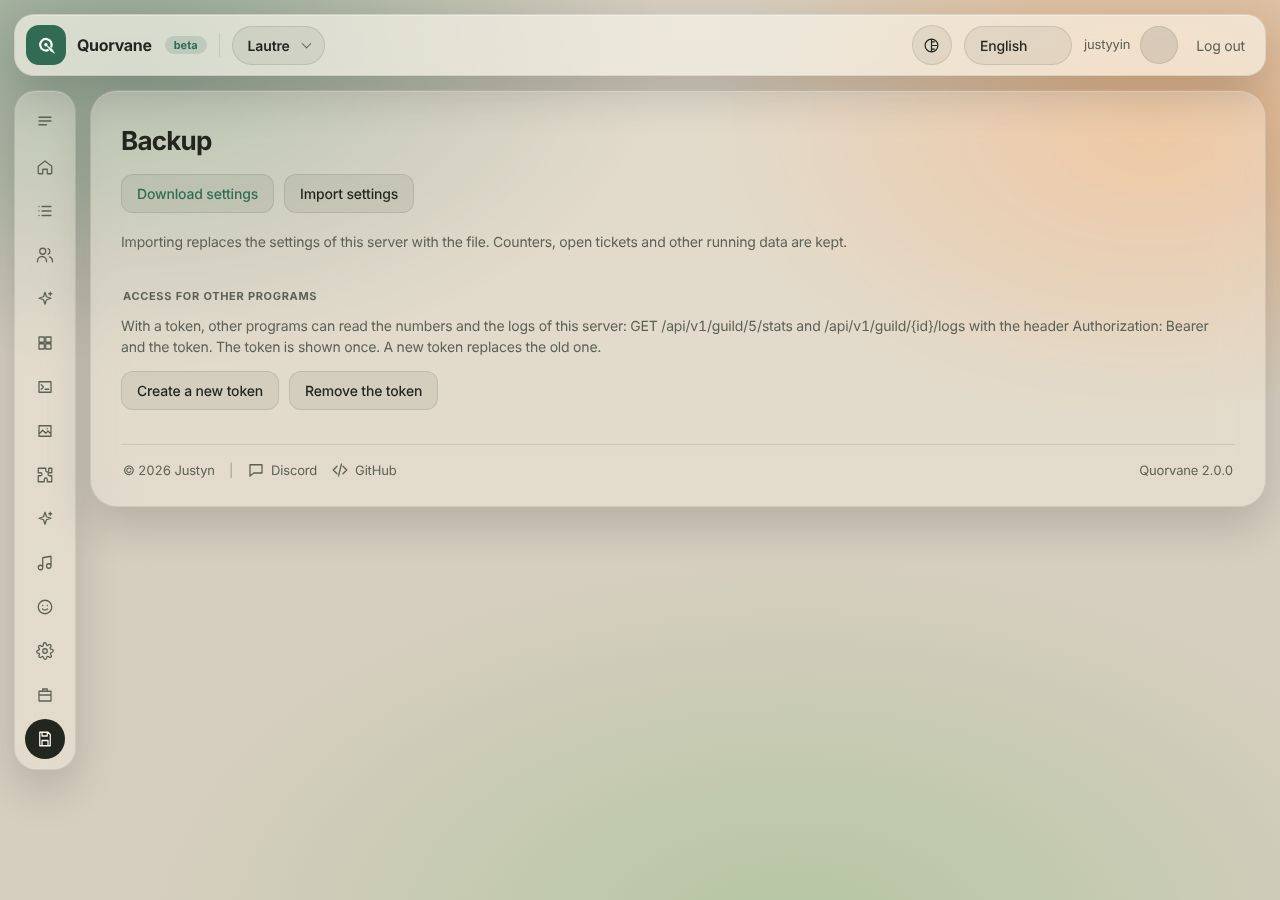 Quorvane beta Lautre English justyyin Log out
Backup
Download settings Import settings
Importing replaces the settings of this server with the file. Counters, open tickets and other running data are kept.
ACCESS FOR OTHER PROGRAMS
With a token, other programs can read the numbers and the logs of this server: GET /api/v1/guild/5/stats and /api/v1/guild/{id}/logs with the header Authorization: Bearer
and the token. The token is shown once. A new token replaces the old one.
Create a new token Remove the token
© 2026 Justyn | Discord GitHub Quorvane 2.0.0